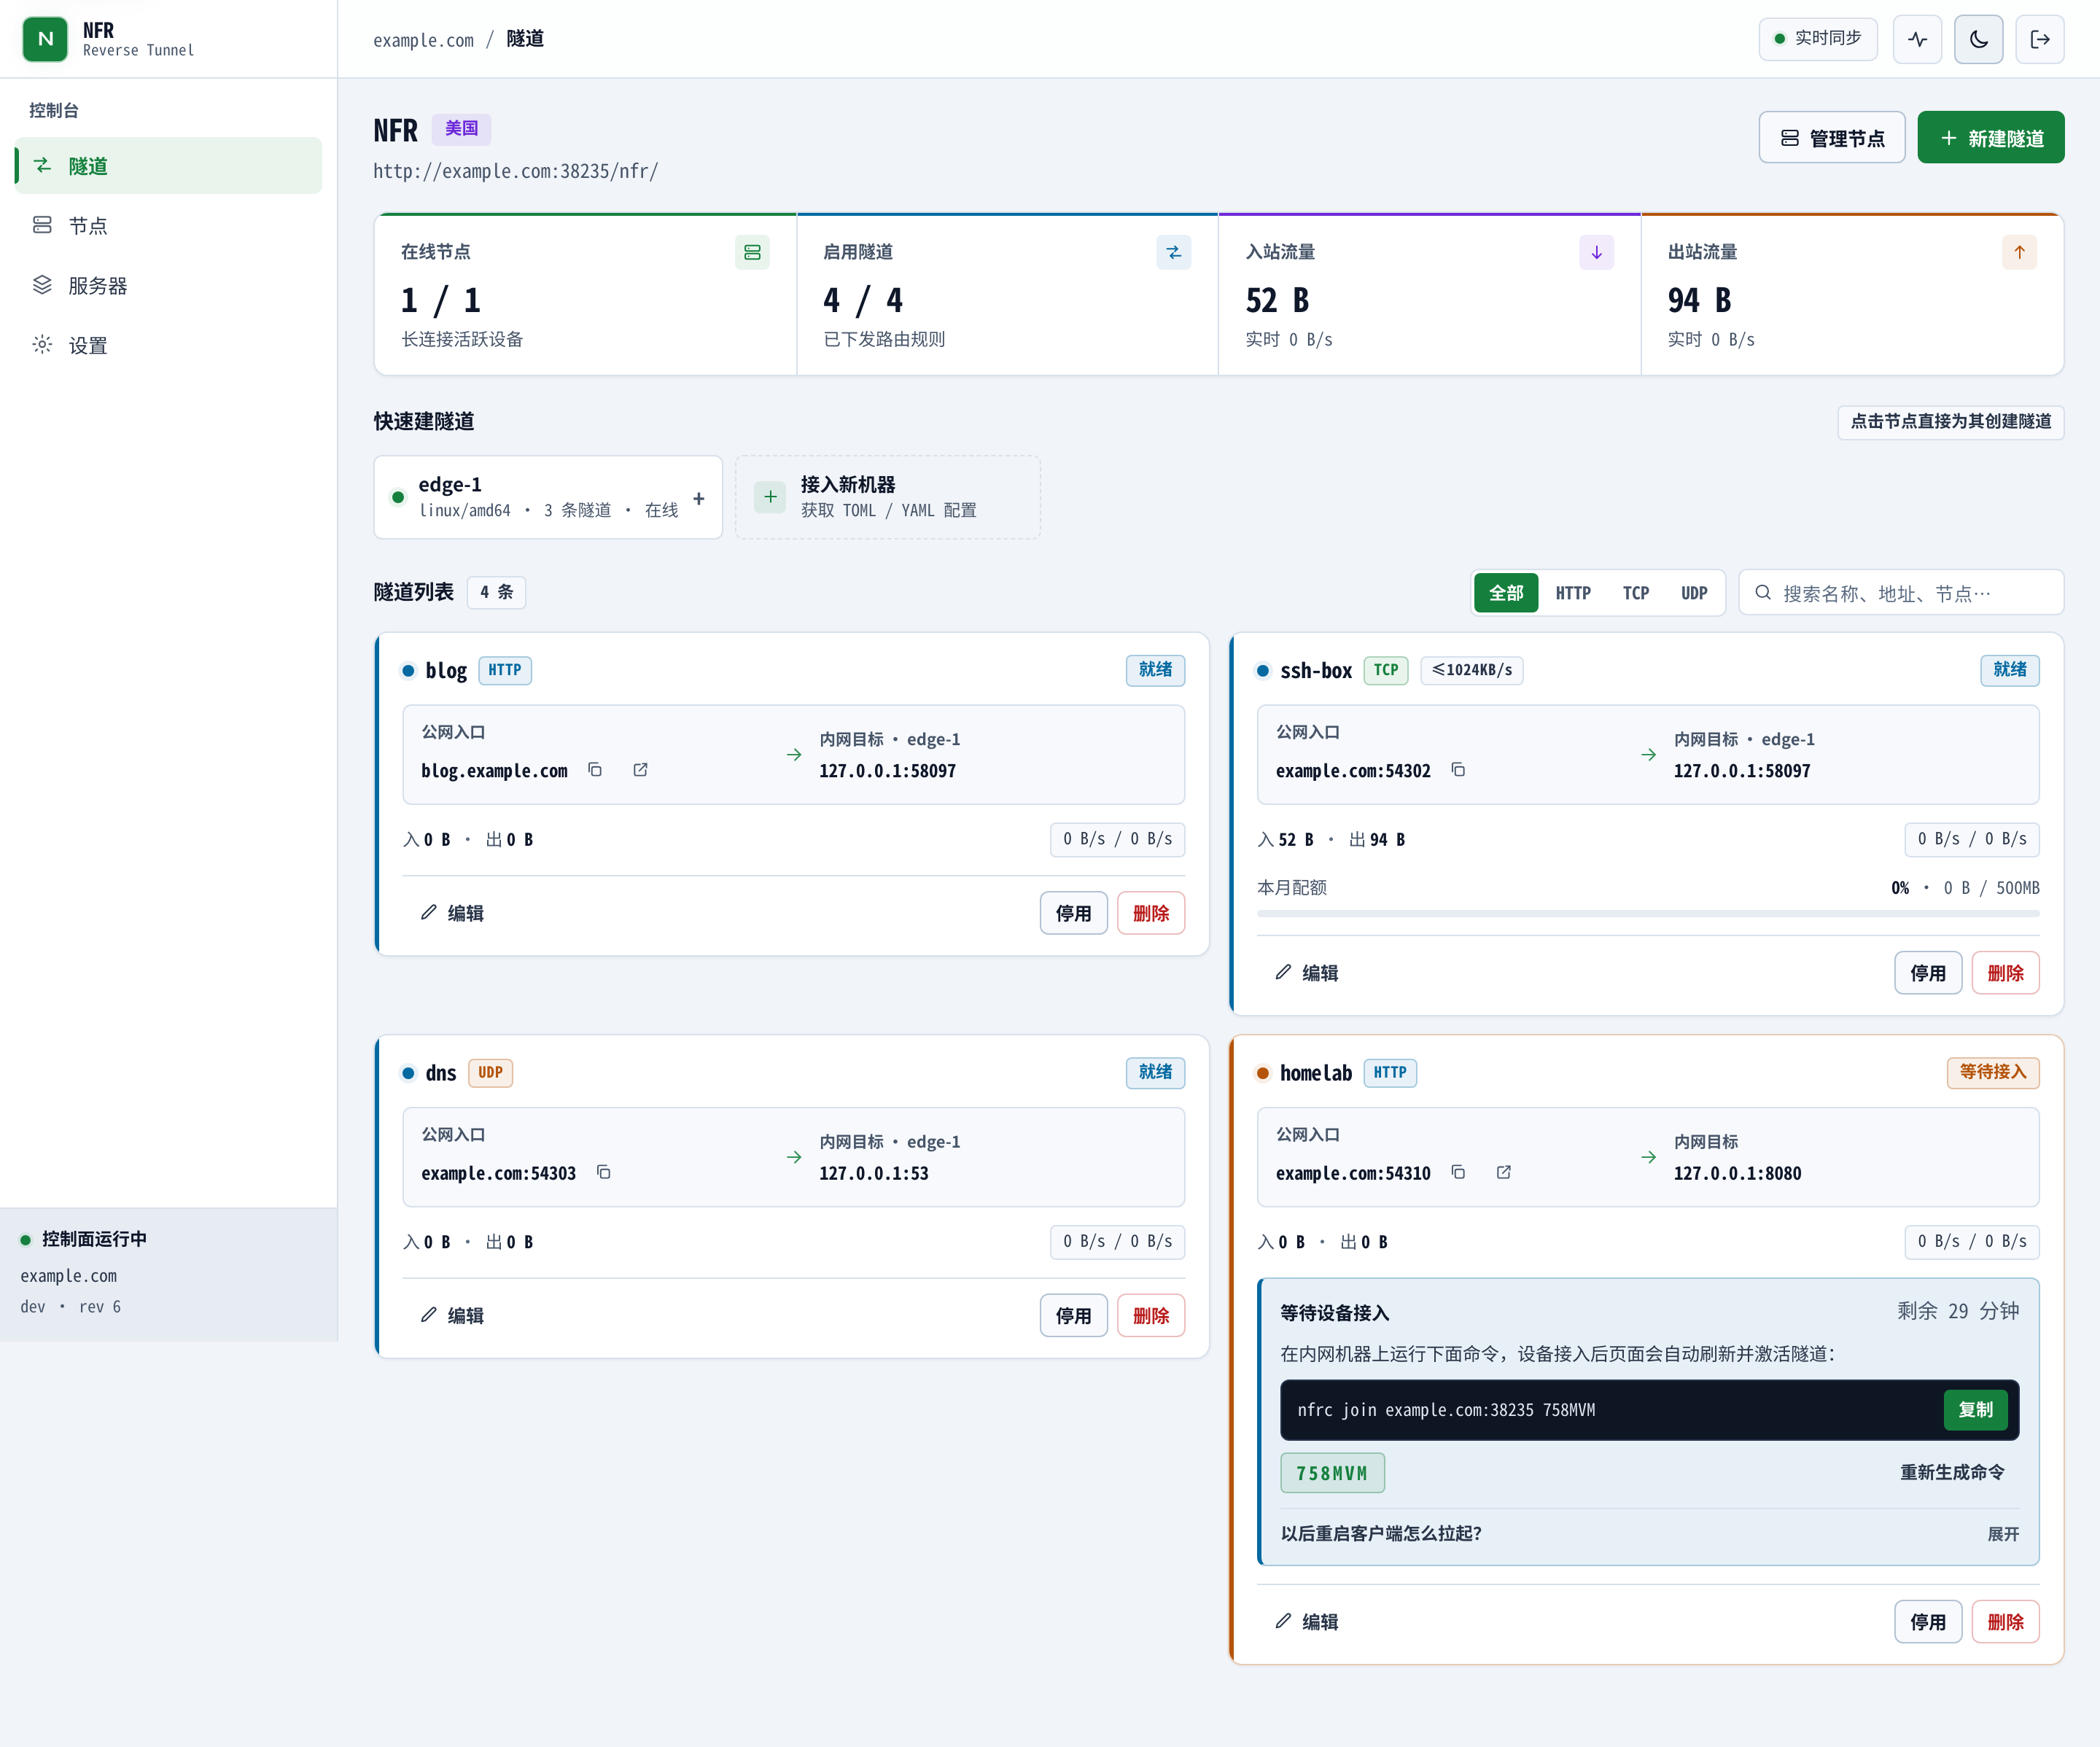 N
NFR
Reverse Tunnel
example.com / 隧道
实时同步
控制台
隧道
节点
服务器
设置
控制面运行中
example.com
dev · rev 6
NFR 美国
http://example.com:38235/nfr/
管理节点
+ 新建隧道
在线节点
1 / 1
长连接活跃设备
启用隧道
4 / 4
已下发路由规则
入站流量
52 B
实时 0 B/s
出站流量
94 B
实时 0 B/s
快速建隧道
点击节点直接为其创建隧道
edge-1
linux/amd64 · 3 条隧道 · 在线
+
+
接入新机器
获取 TOML / YAML 配置
隧道列表 4 条
全部 HTTP TCP UDP
搜索名称、地址、节点…
blog HTTP 就绪
公网入口
blog.example.com
内网目标 · edge-1
127.0.0.1:58097
入 0 B · 出 0 B
0 B/s / 0 B/s
编辑 停用 删除
ssh-box TCP ≤1024KB/s 就绪
公网入口
example.com:54302
内网目标 · edge-1
127.0.0.1:58097
入 52 B · 出 94 B
0 B/s / 0 B/s
本月配额 0% · 0 B / 500MB
编辑 停用 删除
dns UDP 就绪
公网入口
example.com:54303
内网目标 · edge-1
127.0.0.1:53
入 0 B · 出 0 B
0 B/s / 0 B/s
编辑 停用 删除
homelab HTTP 等待接入
公网入口
example.com:54310
内网目标
127.0.0.1:8080
入 0 B · 出 0 B
0 B/s / 0 B/s
等待设备接入 剩余 29 分钟
在内网机器上运行下面命令，设备接入后页面会自动刷新并激活隧道：
nfrc join example.com:38235 758MVM 复制
758MVM 重新生成命令
以后重启客户端怎么拉起？ 展开
编辑 停用 删除